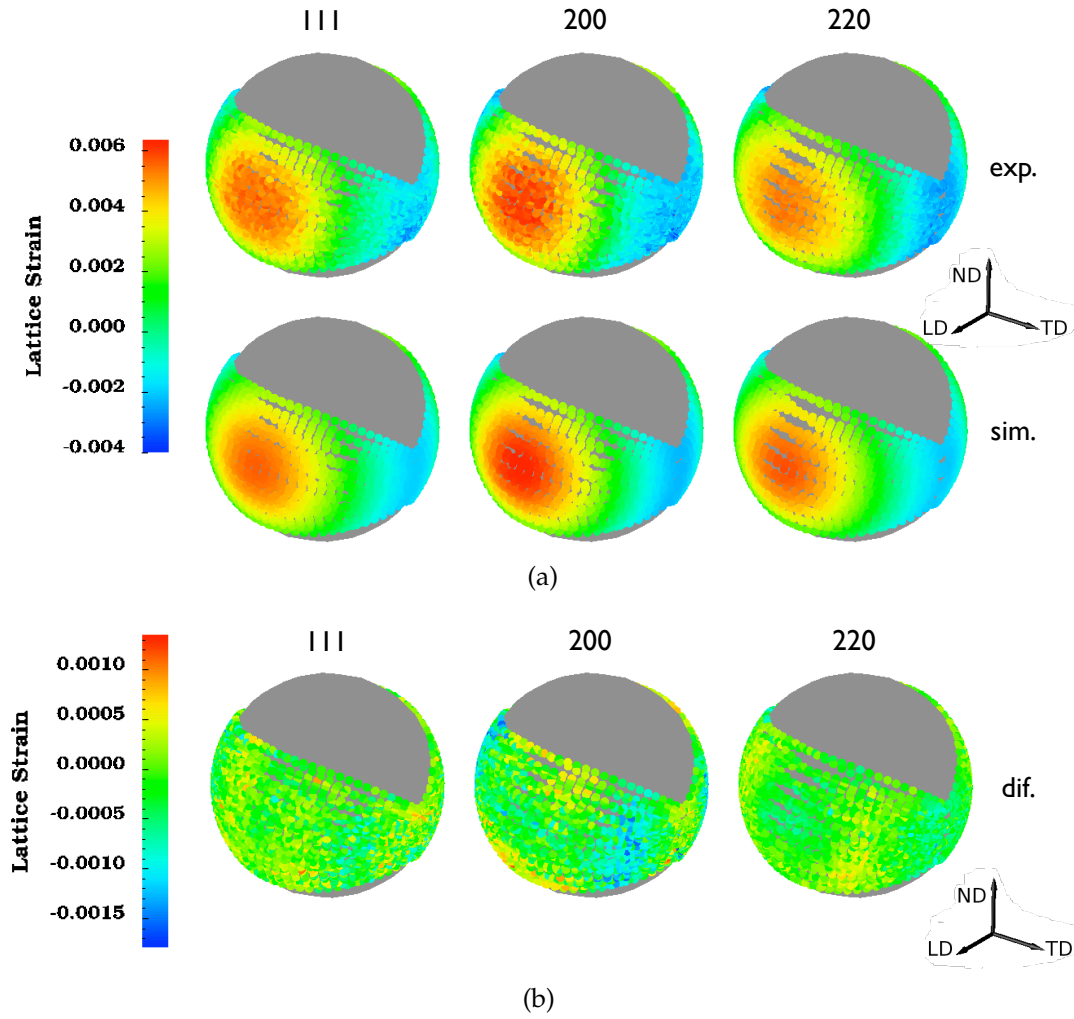 111 200 220
0.006
0.004
0.002
0.000
-0.002
-0.004
Lattice Strain
exp.
ND
LD TD
sim.
(a)
111 200 220
0.0010
0.0005
0.0000
-0.0005
-0.0010
-0.0015
Lattice Strain
dif.
ND
LD TD
(b)